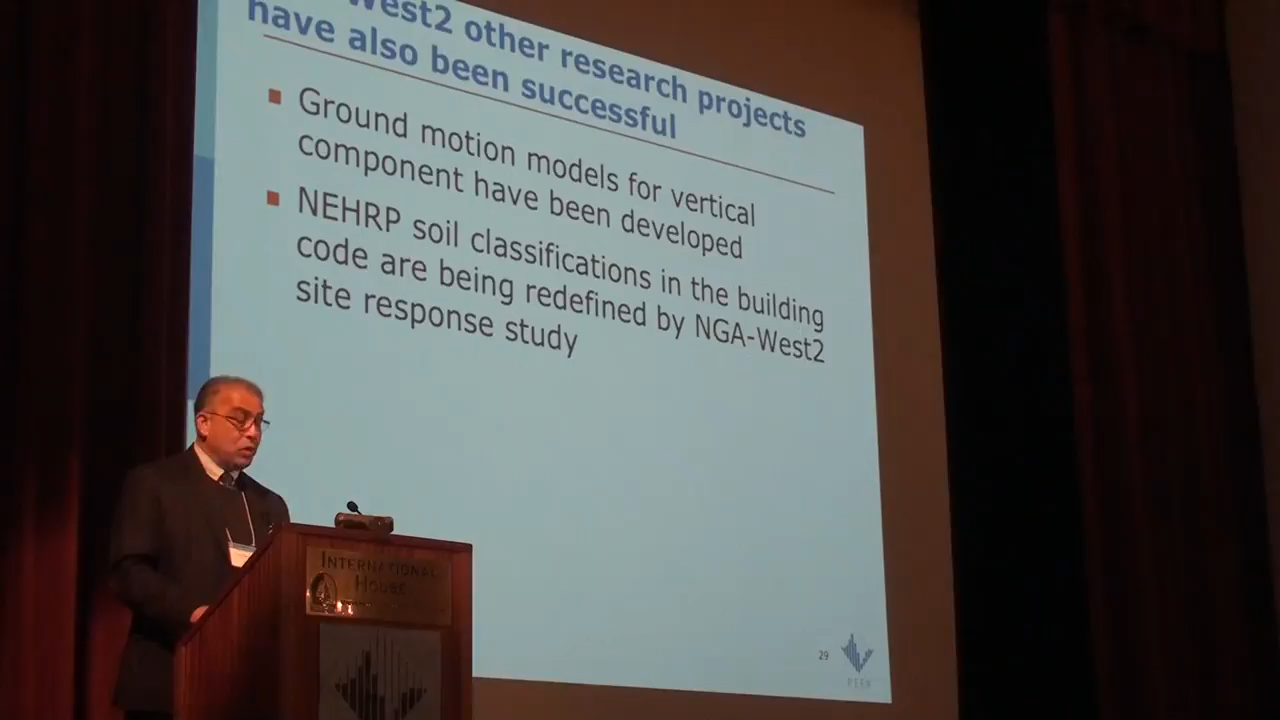 West2 other research projects
have also been successful
Ground motion models for vertical
component have been developed
NEHRP soil classifications in the building
code are being redefined by NGA-West2
site response study
INTERNATIONAL
HOUSE
29
PEER